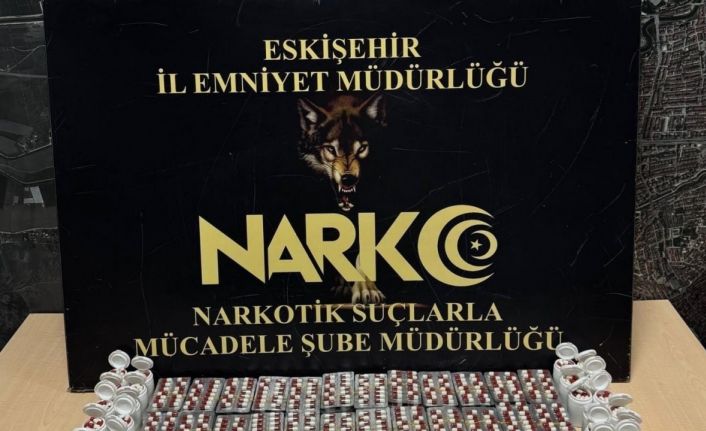 ESKİŞEHİR
İL EMNİYET MÜDÜRLÜĞÜ
NARKO
NARKOTİK SUÇLARLA
MÜCADELE ŞUBE MÜDÜRLÜĞÜ